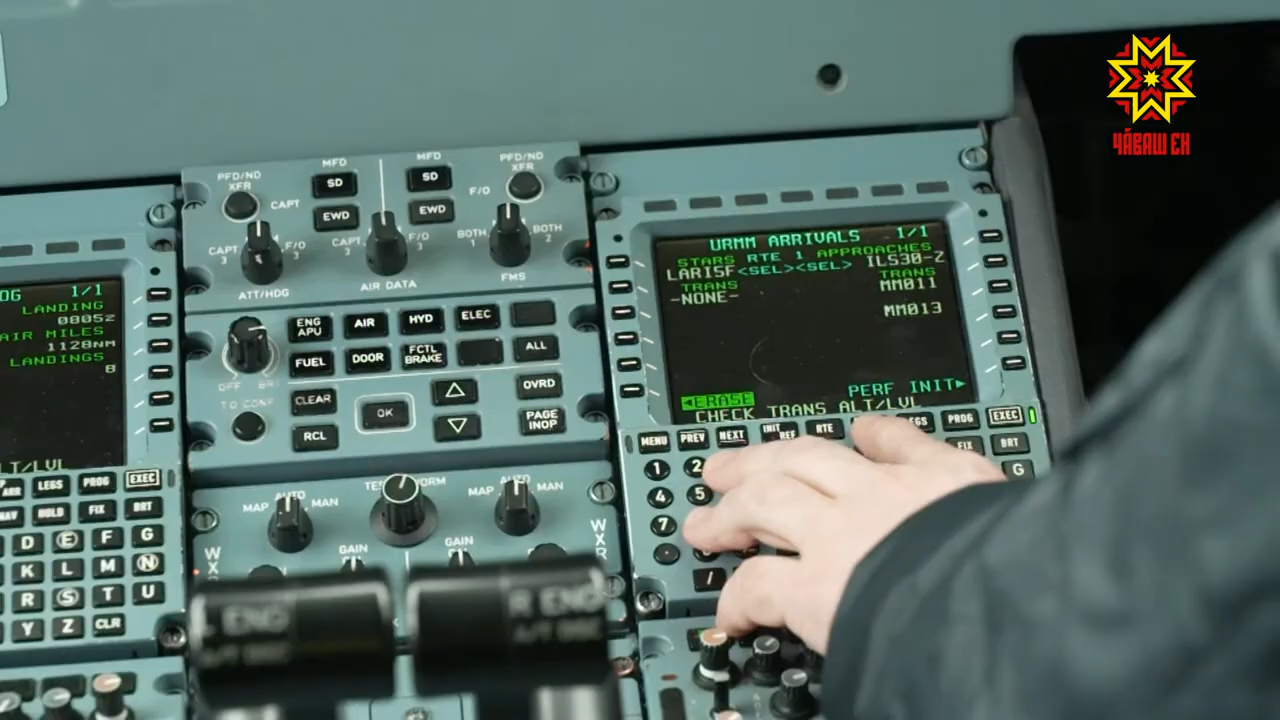 ЧӐВАШ ЕН
PFD/ND
XFR
CAPT
MFD
SD
EWD
MFD
SD
EWD
PFD/ND
XFR
F/O
CAPT
3
F/O
3
ATT/HDG
CAPT
3
F/O
3
AIR DATA
BOTH
1
BOTH
2
FMS
OFF BRT
ENG
APU
AIR
HYD
ELEC
FUEL
DOOR
FCTL
BRAKE
ALL
TO CONF
CLEAR
RCL
OK
OVRD
PAGE
INOP
MAP AUTO MAN
GAIN
MAP AUTO MAN
GAIN
L ENG
R ENG
1/1
LANDING
0805z
AIR MILES
1128NM
LANDINGS
8
LEGS PROG EXEC
HOLD FIX BRT
D E F G
K L M N
R S T U
Y Z CLR
URMM ARRIVALS 1/1
STARS RTE 1 APPROACHES
LARI5F<SEL><SEL> ILS30-Z
TRANS TRANS
-NONE- MM011
MM013
◄ERASE PERF INIT►
CHECK TRANS ALT/LVL
MENU PREV NEXT INIT
REF RTE PROG EXEC
FIX BRT
G
1 2
4 5
7
/